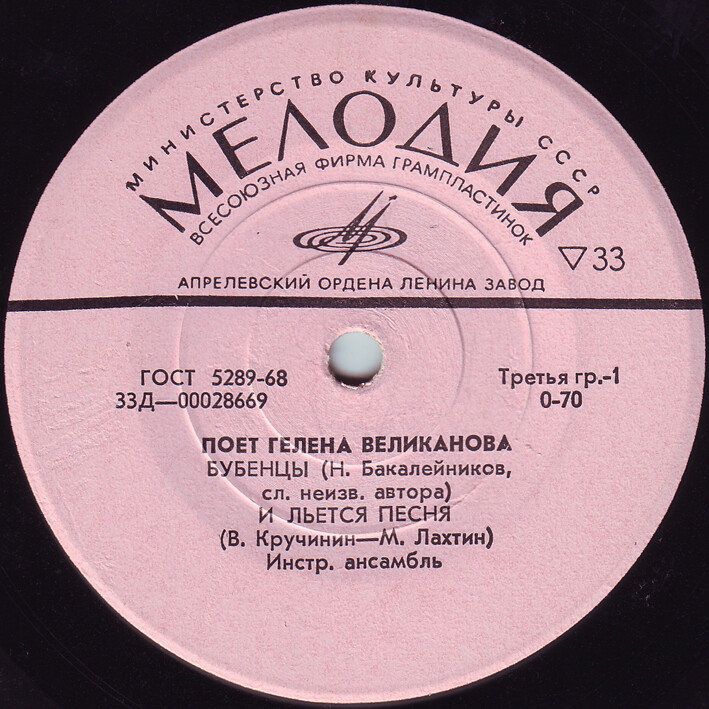 МИНИСТЕРСТВО КУЛЬТУРЫ СССР
МЕЛОДИЯ
ВСЕСОЮЗНАЯ ФИРМА ГРАМПЛАСТИНОК
▽33
АПРЕЛЕВСКИЙ ОРДЕНА ЛЕНИНА ЗАВОД
ГОСТ 5289-68
33Д—00028669
Третья гр.-1
0-70
ПОЕТ ГЕЛЕНА ВЕЛИКАНОВА
БУБЕНЦЫ (Н. Бакалейников,
сл. неизв. автора)
И ЛЬЕТСЯ ПЕСНЯ
(В. Кручинин—М. Лахтин)
Инстр. ансамбль